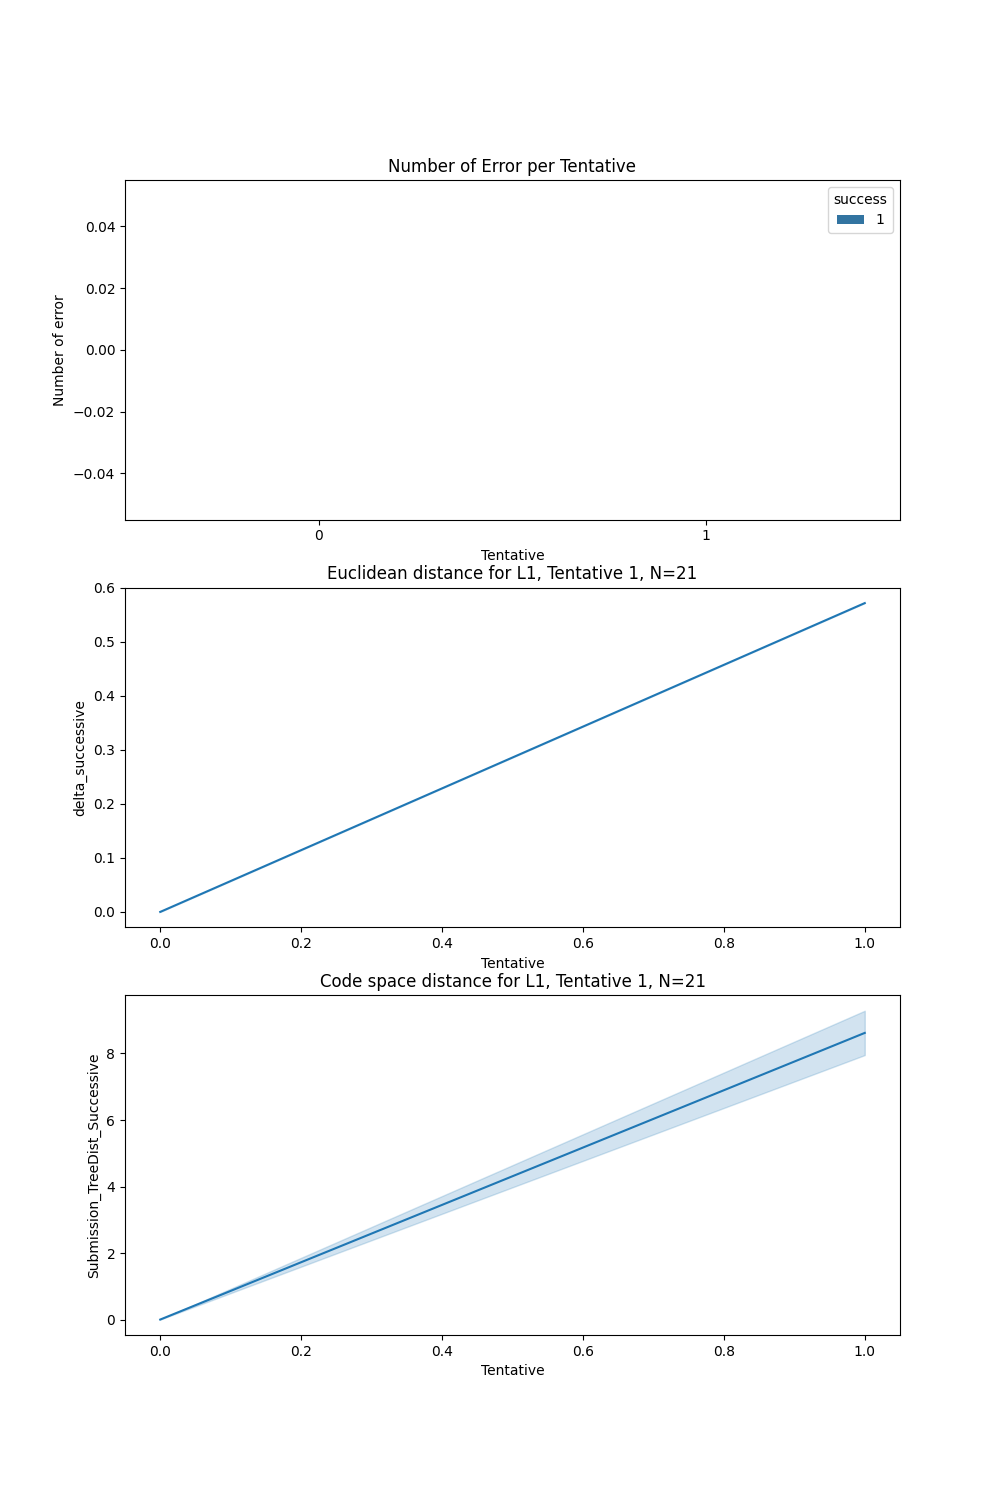 Number of Error per Tentative
success
1
0.04
0.02
0.00
−0.02
−0.04
Number of error
0 1
Tentative
Euclidean distance for L1, Tentative 1, N=21
0.6
0.5
0.4
0.3
0.2
0.1
0.0
delta_successive
0.0 0.2 0.4 0.6 0.8 1.0
Tentative
Code space distance for L1, Tentative 1, N=21
8
6
4
2
0
Submission_TreeDist_Successive
0.0 0.2 0.4 0.6 0.8 1.0
Tentative